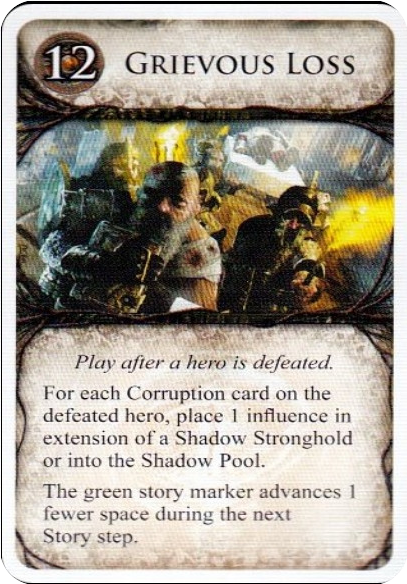 12 GRIEVOUS LOSS
Play after a hero is defeated.
For each Corruption card on the
defeated hero, place 1 influence in
extension of a Shadow Stronghold
or into the Shadow Pool.
The green story marker advances 1
fewer space during the next
Story step.